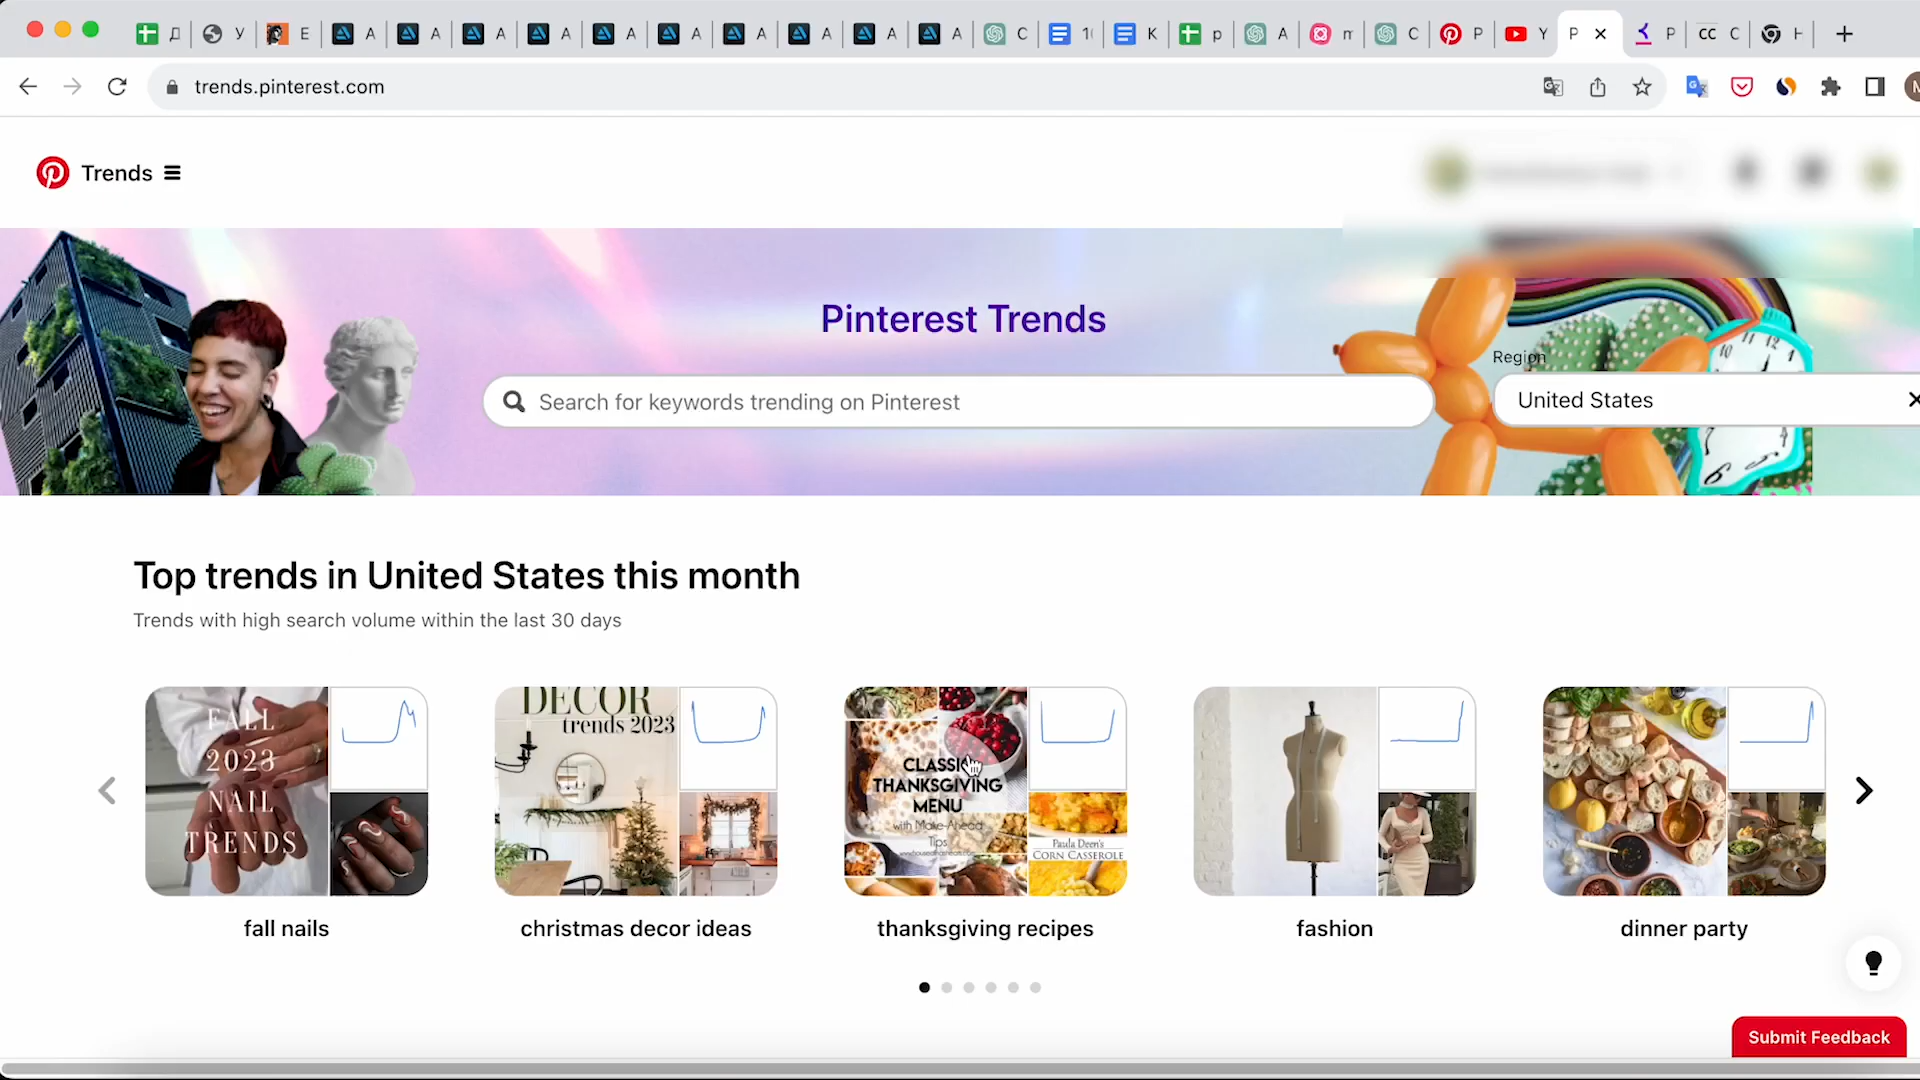 Д
У
E
A
A
A
A
A
A
A
A
A
A
C
1(
K
p
A
m
C
P
Y
P
P
CC
C
H
trends.pinterest.com
Trends
Pinterest Trends
Region
Search for keywords trending on Pinterest
United States
Top trends in United States this month
Trends with high search volume within the last 30 days
FALL
2023
NAIL
TRENDS
DECOR
trends 2023
CLASSIC
THANKSGIVING
MENU
with Make-Ahead
Tips
Paula Deen's
CORN CASSEROLE
fall nails
christmas decor ideas
thanksgiving recipes
fashion
dinner party
Submit Feedback